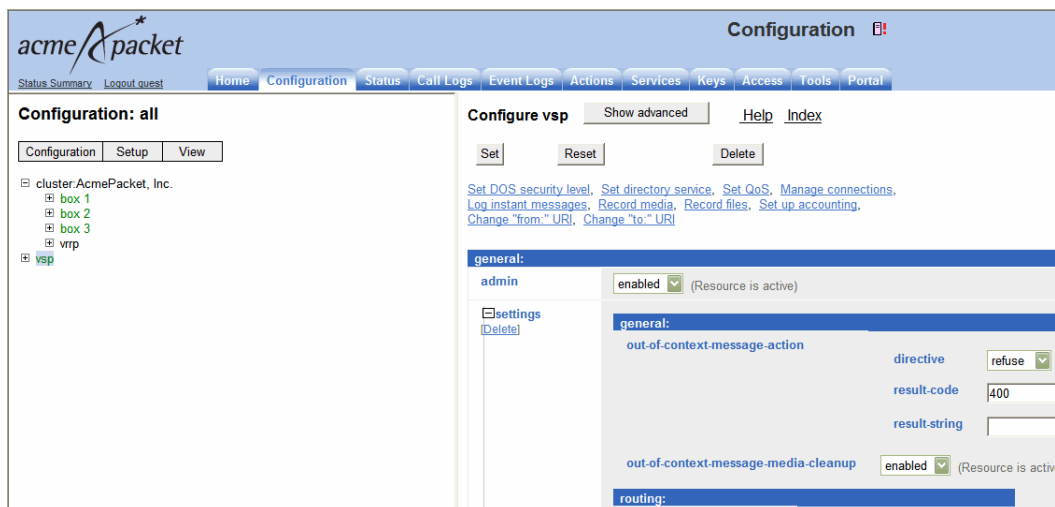 acme packet
Configuration
Status Summary Logout guest
Home Configuration Status Call Logs Event Logs Actions Services Keys Access Tools Portal
Configuration: all
Configuration Setup View
cluster:AcmePacket, Inc.
box 1
box 2
box 3
vrrp
vsp
Configure vsp Show advanced Help Index
Set Reset Delete
Set DOS security level, Set directory service, Set QoS, Manage connections,
Log instant messages, Record media, Record files, Set up accounting,
Change "from:" URI, Change "to:" URI
general:
admin enabled (Resource is active)
settings
[Delete]
general:
out-of-context-message-action
directive refuse
result-code 400
result-string
out-of-context-message-media-cleanup enabled (Resource is activ
routing: